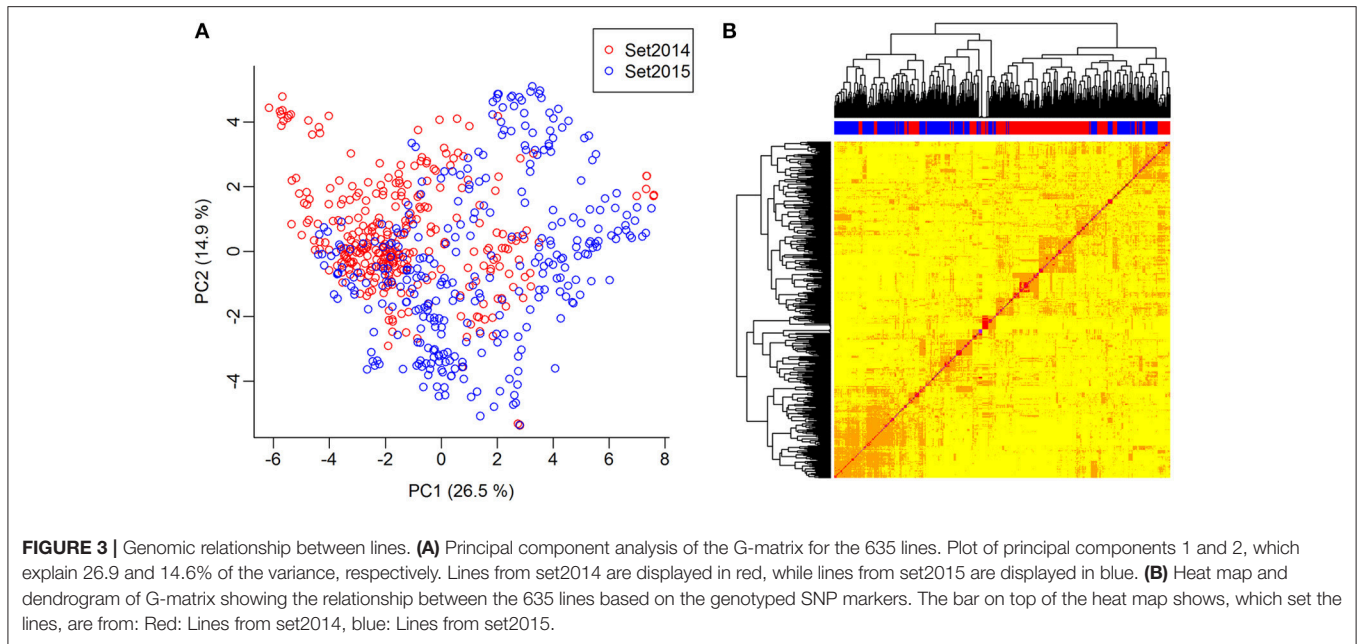 A
B
Set2014
Set2015
PC2 (14.9 %)
4
2
0
-2
-4
-6 -4 -2 0 2 4 6 8
PC1 (26.5 %)
FIGURE 3 | Genomic relationship between lines. (A) Principal component analysis of the G-matrix for the 635 lines. Plot of principal components 1 and 2, which
explain 26.9 and 14.6% of the variance, respectively. Lines from set2014 are displayed in red, while lines from set2015 are displayed in blue. (B) Heat map and
dendrogram of G-matrix showing the relationship between the 635 lines based on the genotyped SNP markers. The bar on top of the heat map shows, which set the
lines, are from: Red: Lines from set2014, blue: Lines from set2015.